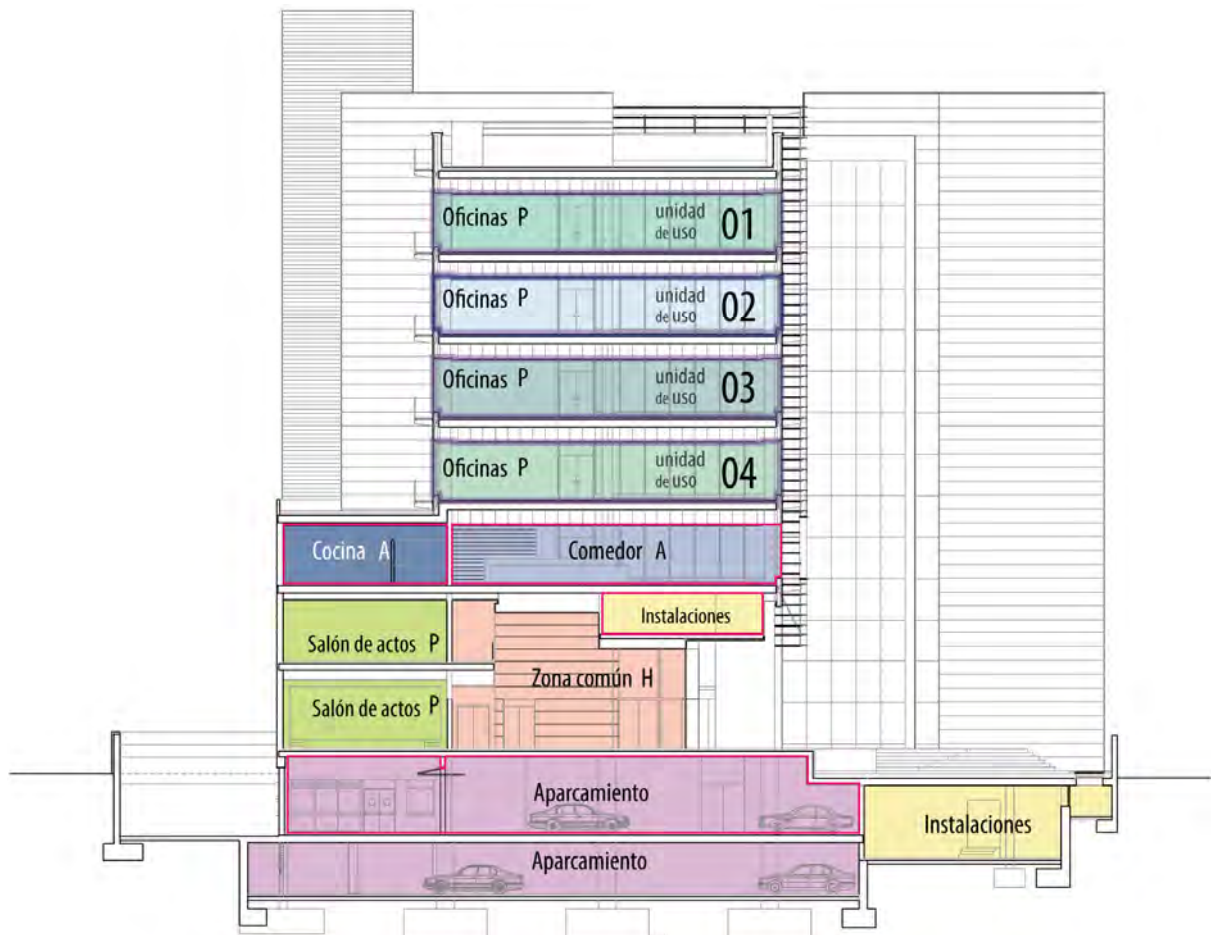 Oficinas P unidad de uso 01
Oficinas P unidad de uso 02
Oficinas P unidad de uso 03
Oficinas P unidad de uso 04
Cocina A Comedor A
Instalaciones
Salón de actos P
Zona común H
Salón de actos P
Aparcamiento
Instalaciones
Aparcamiento